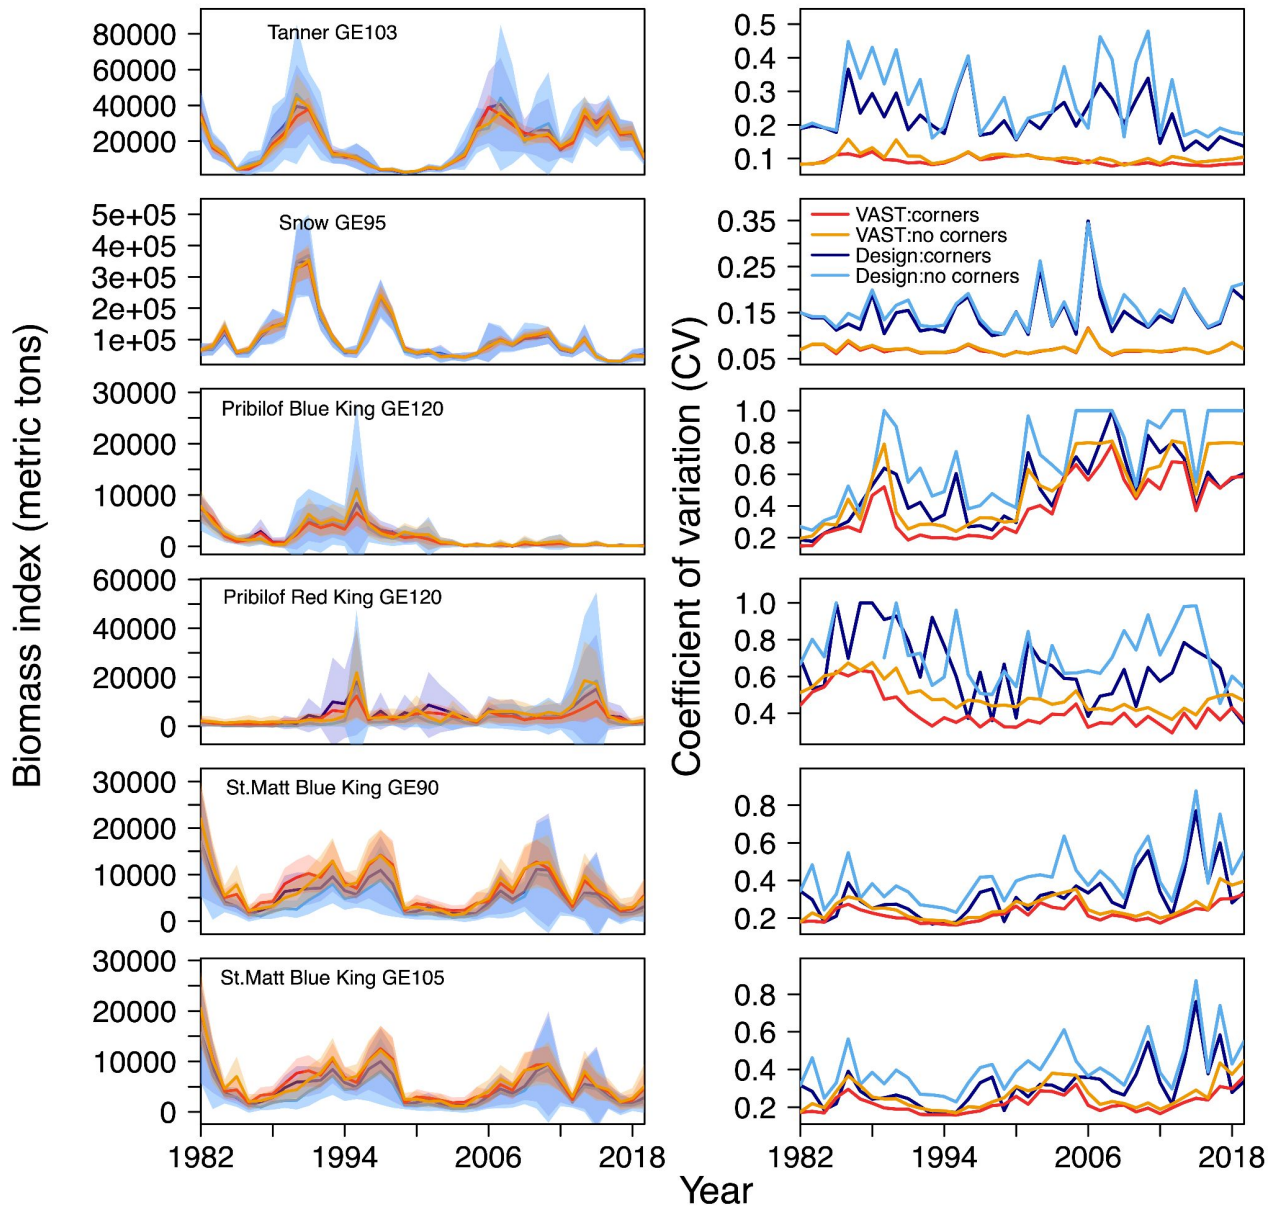 Biomass index (metric tons)
Tanner GE103
80000
60000
40000
20000
Snow GE95
5e+05
4e+05
3e+05
2e+05
1e+05
Pribilof Blue King GE120
30000
20000
10000
0
Pribilof Red King GE120
60000
40000
20000
0
St.Matt Blue King GE90
30000
20000
10000
0
St.Matt Blue King GE105
30000
20000
10000
0
1982 1994 2006 2018
Coefficient of variation (CV)
0.5
0.4
0.3
0.2
0.1
VAST:corners
VAST:no corners
Design:corners
Design:no corners
0.35
0.25
0.15
0.05
1.0
0.8
0.6
0.4
0.2
1.0
0.8
0.6
0.4
0.8
0.6
0.4
0.2
0.8
0.6
0.4
0.2
1982 1994 2006 2018
Year